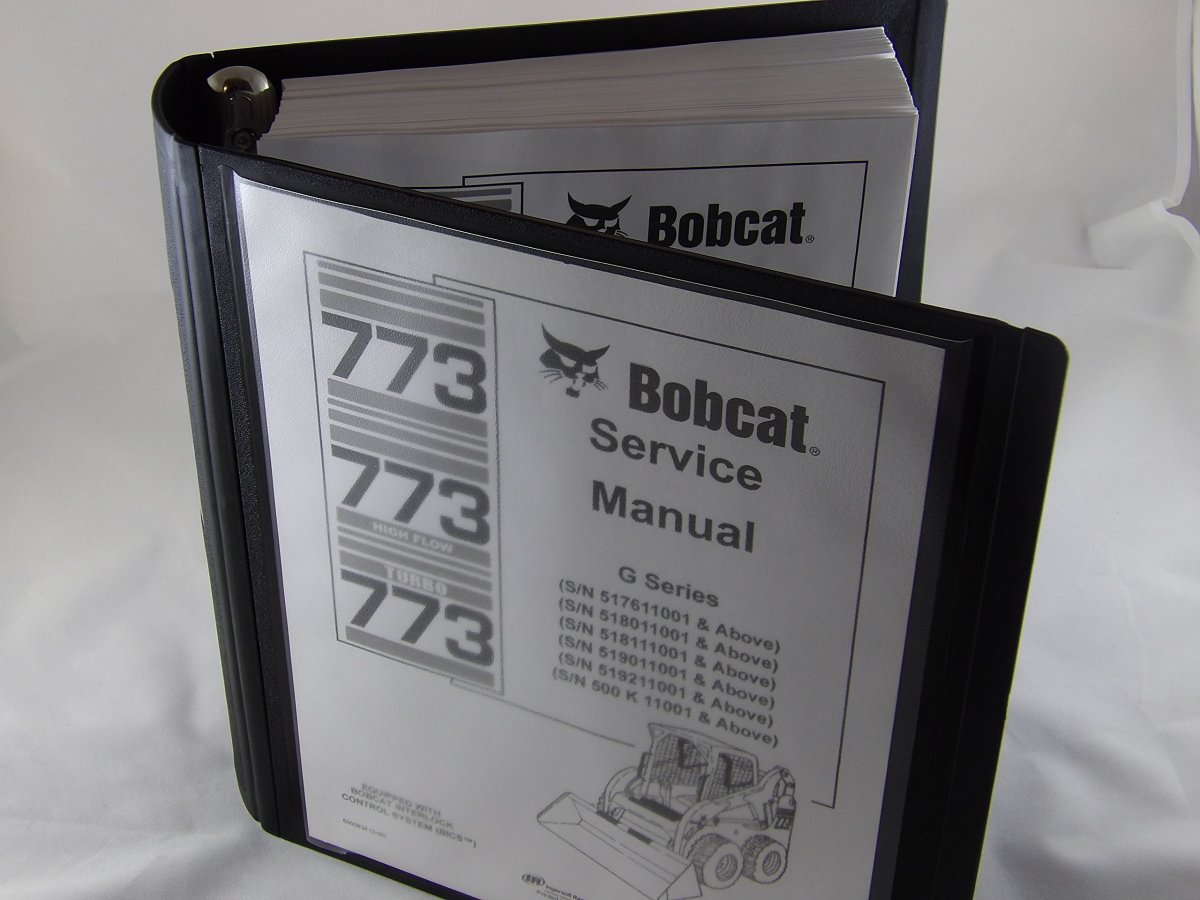 Bobcat®
773
773
HIGH FLOW
TURBO
773
Bobcat®
Service
Manual
G Series
(S/N 517611001 & Above)
(S/N 518011001 & Above)
(S/N 518111001 & Above)
(S/N 519011001 & Above)
(S/N 519211001 & Above)
(S/N 500 K 11001 & Above)
EQUIPPED WITH
BOBCAT INTERLOCK
CONTROL SYSTEM (BICS™)
Ingersoll